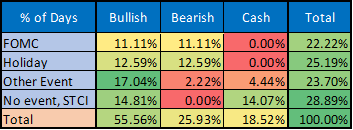 % of Days Bullish Bearish Cash Total
FOMC 11.11% 11.11% 0.00% 22.22%
Holiday 12.59% 12.59% 0.00% 25.19%
Other Event 17.04% 2.22% 4.44% 23.70%
No event, STCI 14.81% 0.00% 14.07% 28.89%
Total 55.56% 25.93% 18.52% 100.00%